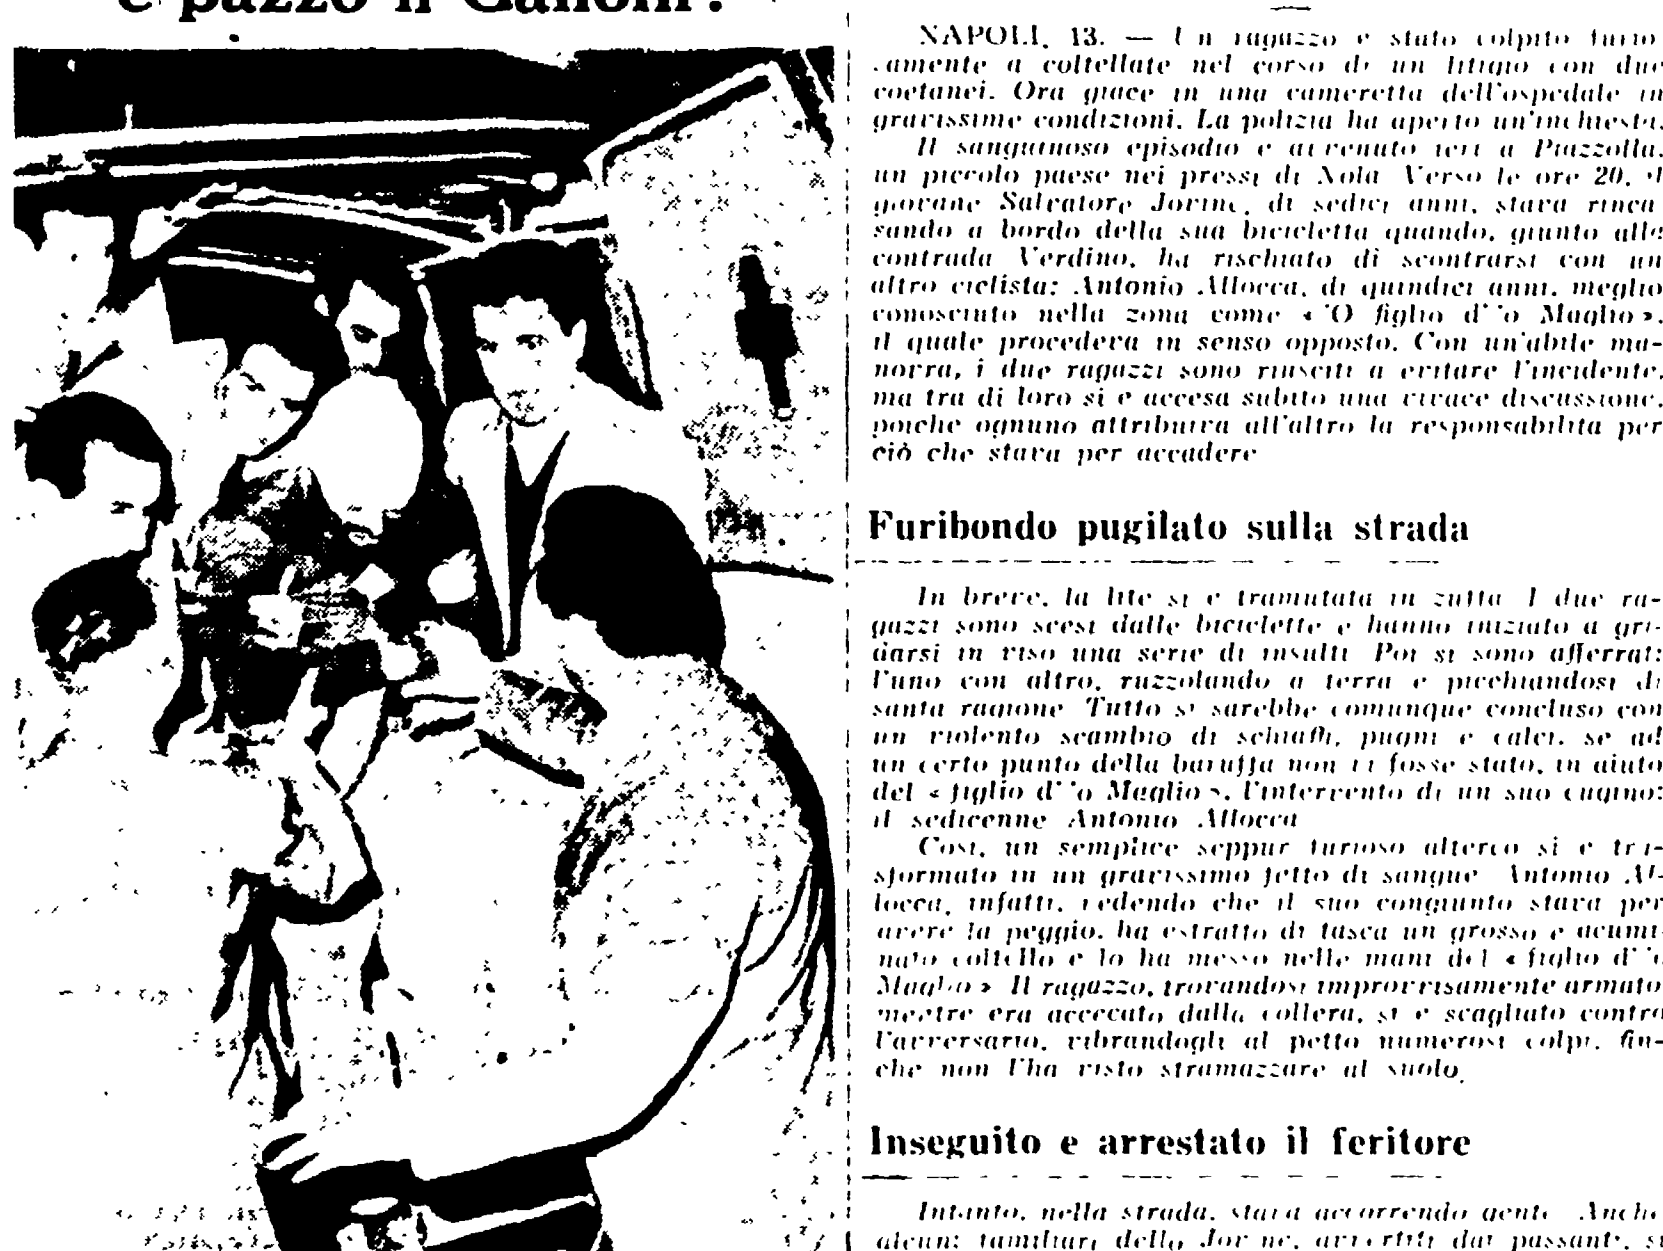 è pazzo il Galloni?
NAPOLI, 13. — Un ragazzo è stato colpito furio-
samente a coltellate nel corso di un litigio con due
coetanei. Ora giace in una cameretta dell'ospedale in
gravissime condizioni. La polizia ha aperto un'inchiesta.
Il sanguinoso episodio è avvenuto ieri a Piazzolla,
un piccolo paese nei pressi di Nola. Verso le ore 20, il
giovane Salvatore Jorine, di sedici anni, stava rinca-
sando a bordo della sua bicicletta quando, giunto alla
contrada Verdino, ha rischiato di scontrarsi con un
altro ciclista: Antonio Allocca, di quindici anni, meglio
conosciuto nella zona come « 'O figlio d' 'o Maglio »,
il quale procedeva in senso opposto. Con un'abile ma-
novra, i due ragazzi sono riusciti a evitare l'incidente,
ma tra di loro si è accesa subito una vivace discussione,
poichè ognuno attribuiva all'altro la responsabilità per
ciò che stava per accadere
Furibondo pugilato sulla strada
In breve, la lite si è tramutata in zuffa. I due ra-
gazzi sono scesi dalle biciclette e hanno iniziato a gri-
darsi in viso una serie di insulti. Poi si sono afferrati
l'uno con altro, ruzzolando a terra e picchiandosi di
santa ragione. Tutto si sarebbe comunque concluso con
un violento scambio di schiaffi, pugni e calci, se ad
un certo punto della baruffa non vi fosse stato, in aiuto
del « figlio d' 'o Maglio », l'intervento di un suo cugino:
il sedicenne Antonio Allocca
Così, un semplice seppur furioso alterco si è tra-
sformato in un gravissimo fatto di sangue. Antonio Al-
locca, infatti, vedendo che il suo congiunto stava per
avere la peggio, ha estratto di tasca un grosso e acumi-
nato coltello e lo ha messo nelle mani del « figlio d' 'o
Maglio » Il ragazzo, trovandosi improvvisamente armato
mentre era accecato dalla collera, si è scagliato contro
l'avversario, vibrandogli al petto numerosi colpi, fin-
chè non l'ha visto stramazzare al suolo.
Inseguito e arrestato il feritore
Intanto, nella strada, stava accorrendo gente. Anche
alcuni familiari dello Jorine, avvertiti dai passanti, si